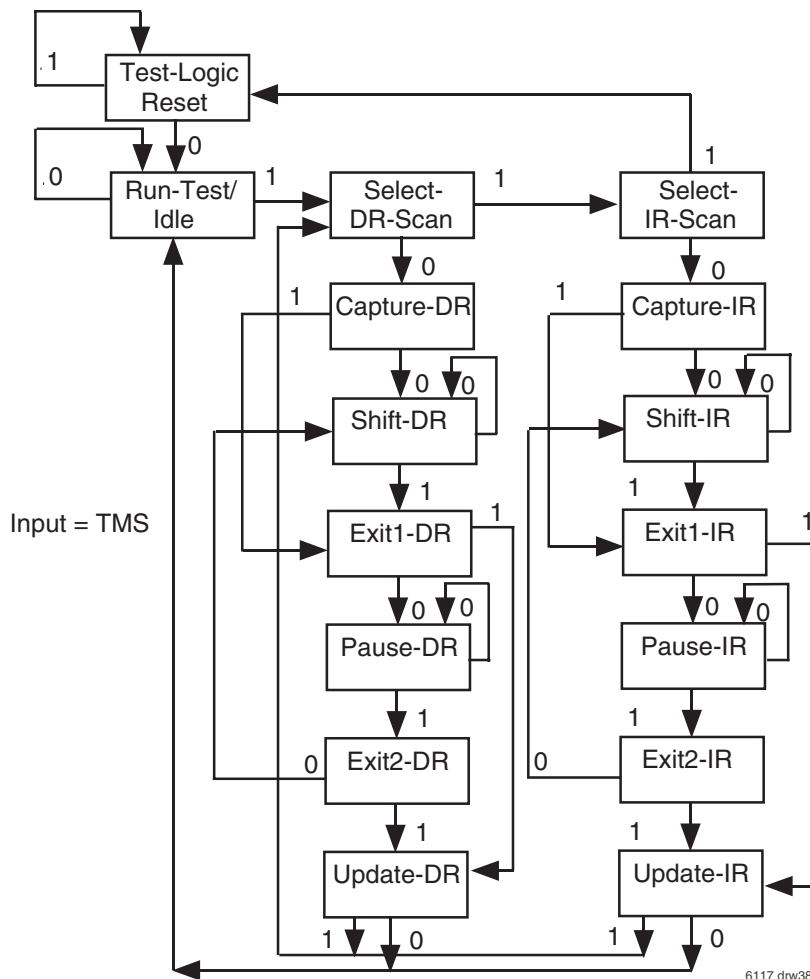 .1
Test-Logic
Reset
0
1
.0
Run-Test/
Idle
1
Select-
DR-Scan
1
Select-
IR-Scan
0
0
1
Capture-DR
1
Capture-IR
0
0
0
0
Shift-DR
Shift-IR
1
1
Input = TMS
Exit1-DR
1
Exit1-IR
1
0
0
0
0
Pause-DR
Pause-IR
1
1
0
Exit2-DR
0
Exit2-IR
1
1
Update-DR
Update-IR
1
0
1
0